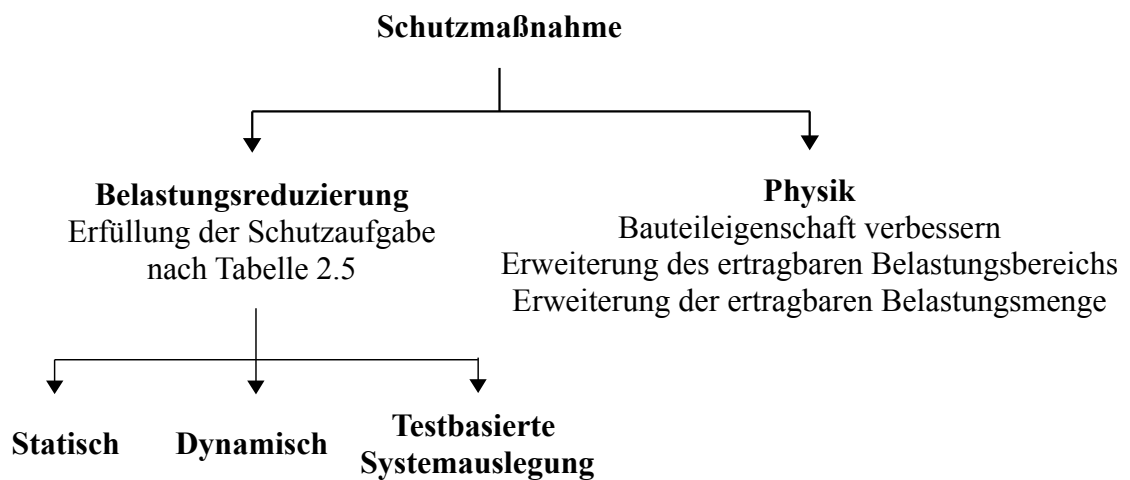 Schutzmaßnahme
Belastungsreduzierung
Erfüllung der Schutzaufgabe
nach Tabelle 2.5
Physik
Bauteileigenschaft verbessern
Erweiterung des ertragbaren Belastungsbereichs
Erweiterung der ertragbaren Belastungsmenge
Statisch
Dynamisch
Testbasierte
Systemauslegung